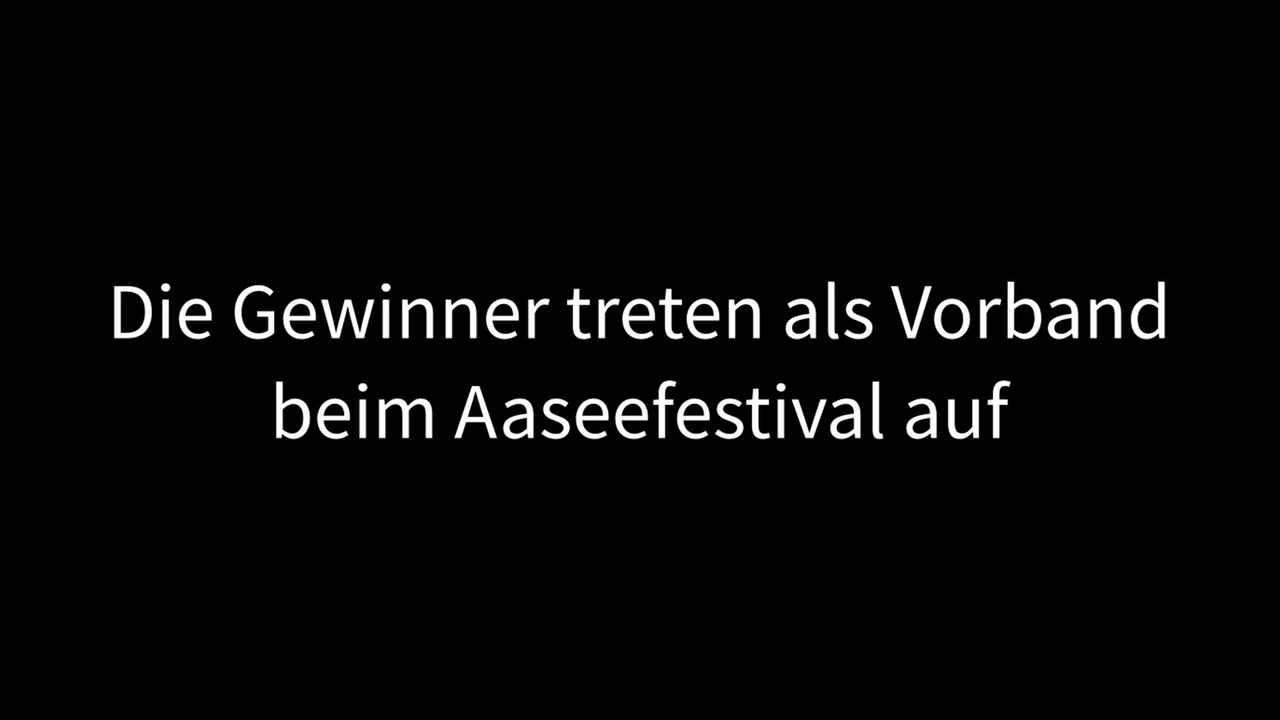 Die Gewinner treten als Vorband
beim Aaseefestival auf